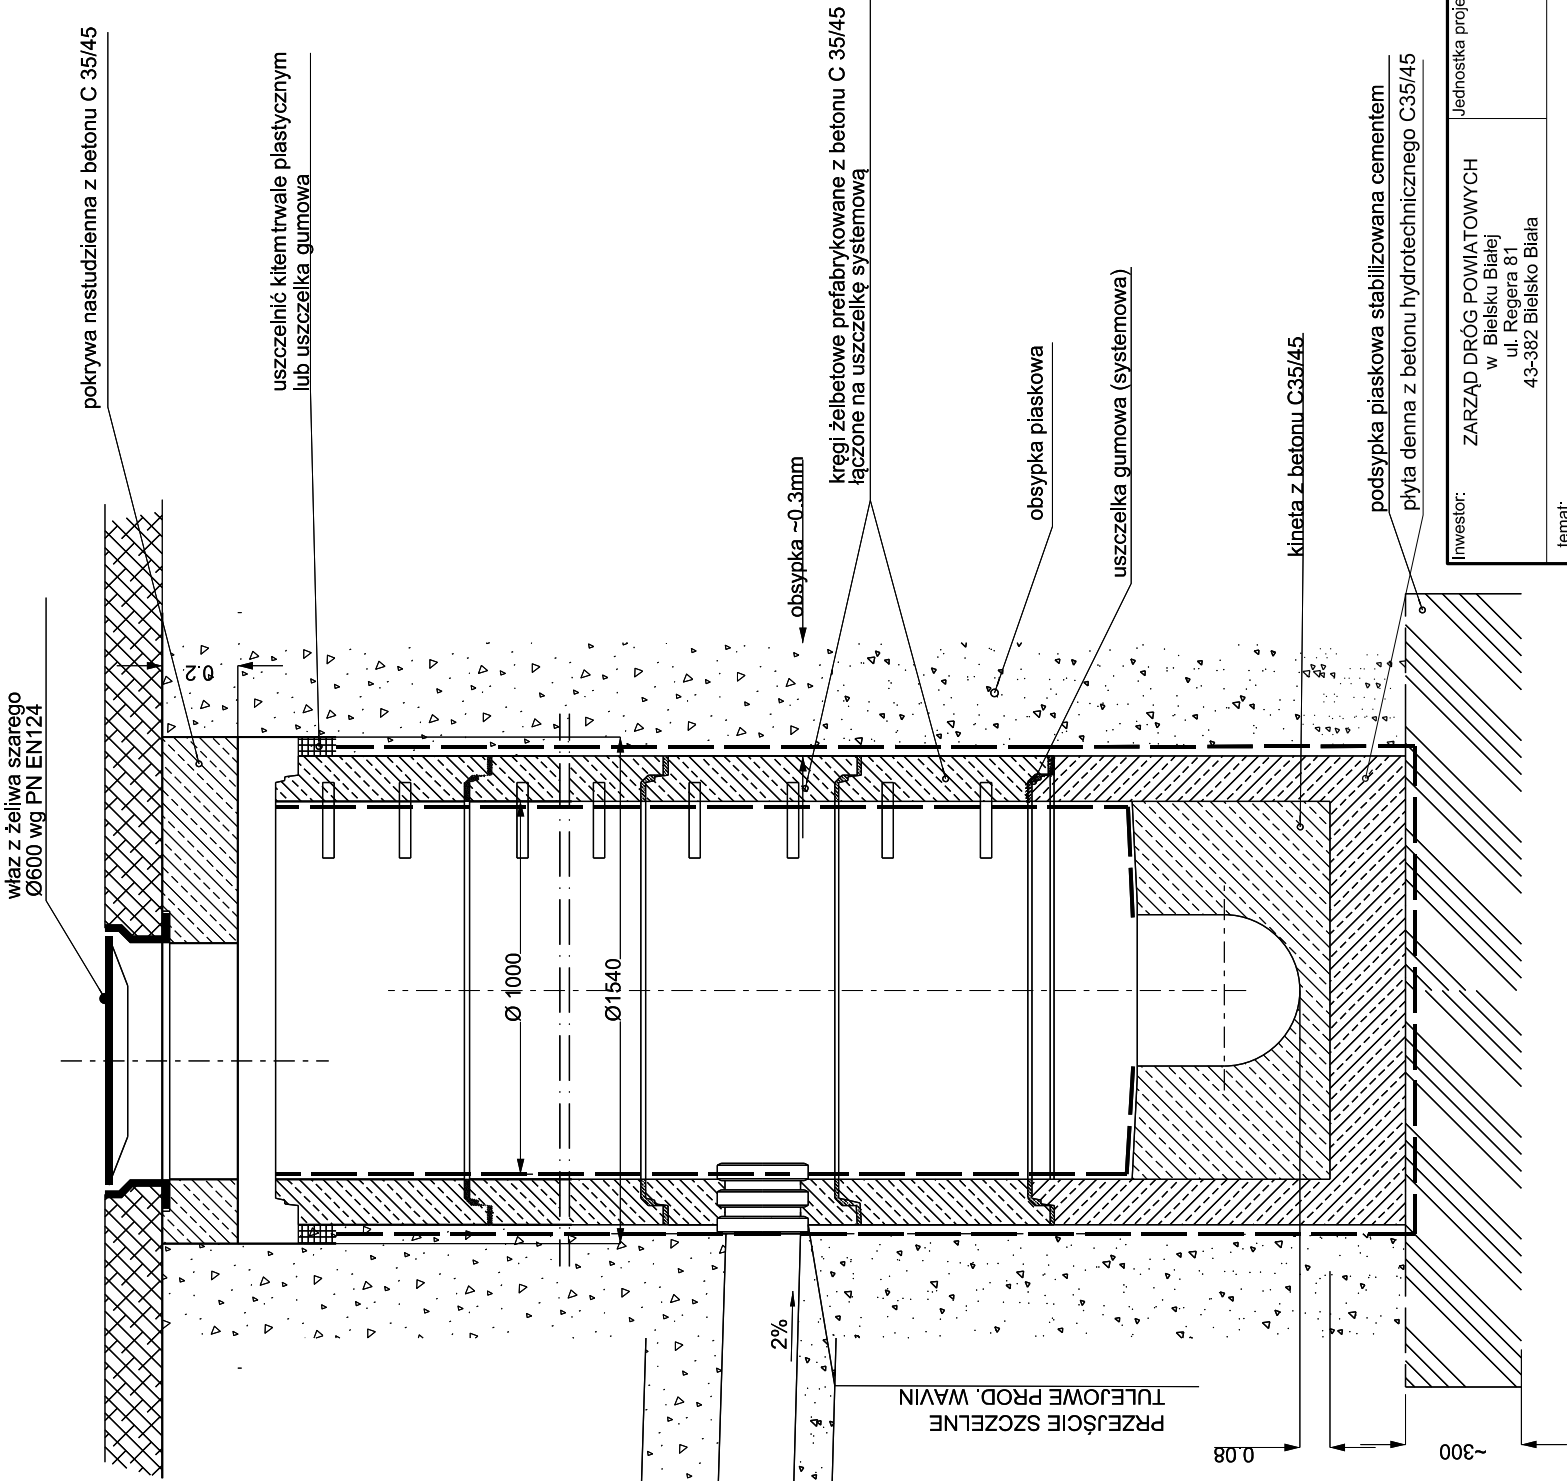 właz z żeliwa szarego
Ø600 wg PN EN124
pokrywa nastudzienna z betonu C 35/45
uszczelnić kitem trwale plastycznym
lub uszczelka gumowa
0.2
Ø 1000
Ø1540
obsypka ~0.3mm
kręgi żelbetowe prefabrykowane z betonu C 35/45
łączone na uszczelkę systemową
obsypka piaskowa
uszczelka gumowa (systemowa)
kineta z betonu C35/45
podsypka piaskowa stabilizowana cementem
płyta denna z betonu hydrotechnicznego C35/45
2%
PRZEJŚCIE SZCZELNE
TULEJOWE PROD. WAVIN
0.08
~300
Inwestor:
ZARZĄD DRÓG POWIATOWYCH
w Bielsku Białej
ul. Regera 81
43-382 Bielsko Biała
Jednostka proje
temat: